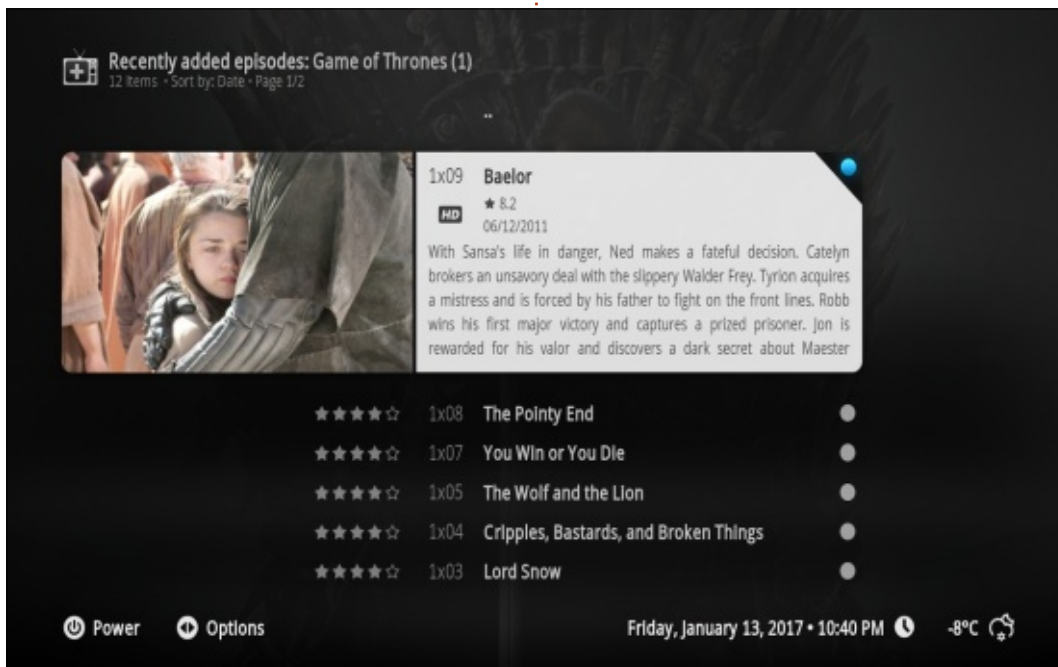 Recently added episodes: Game of Thrones (1)
12 Items • Sort by: Date • Page 1/2
..
1x09 Baelor
★ 8.2
HD
06/12/2011
With Sansa's life in danger, Ned makes a fateful decision. Catelyn
brokers an unsavory deal with the slippery Walder Frey. Tyrion acquires
a mistress and is forced by his father to fight on the front lines. Robb
wins his first major victory and captures a prized prisoner. Jon is
rewarded for his valor and discovers a dark secret about Maester
★★★★☆ 1x08 The Pointy End
★★★★☆ 1x07 You Win or You Die
★★★★☆ 1x05 The Wolf and the Lion
★★★★☆ 1x04 Cripples, Bastards, and Broken Things
★★★★☆ 1x03 Lord Snow
Power Options Friday, January 13, 2017 • 10:40 PM -8°C